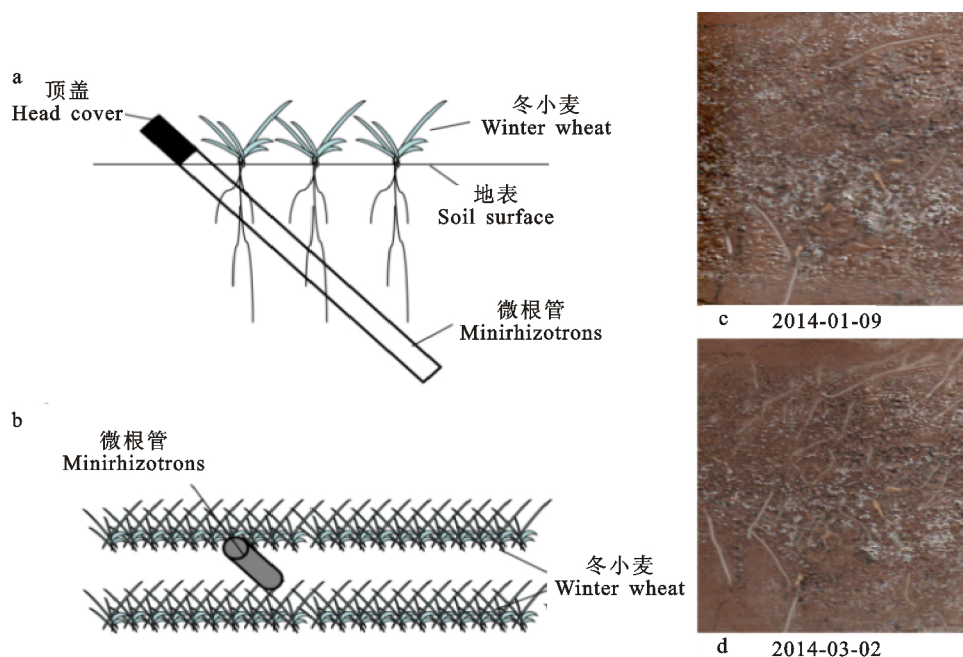 a
顶盖
Head cover
冬小麦
Winter wheat
地表
Soil surface
微根管
Minirhizotrons
b
微根管
Minirhizotrons
冬小麦
Winter wheat
c 2014-01-09
d 2014-03-02